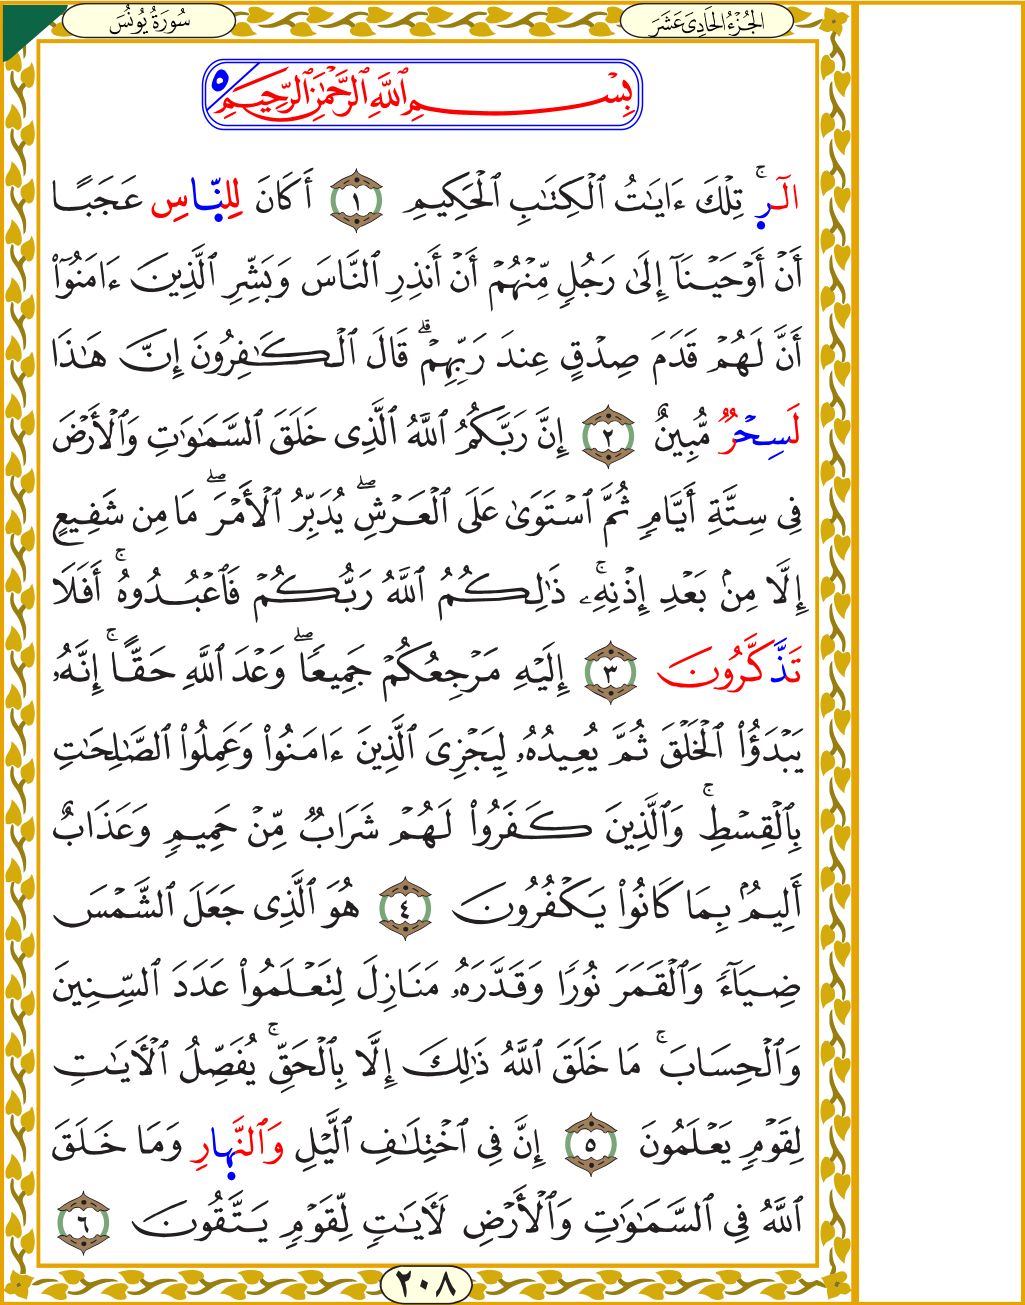 الجُزْءُ الحَادِىَ عَشَرَ
سُورَةُ يُونُسَ
بِسْمِ ٱللَّهِ ٱلرَّحْمَٰنِ ٱلرَّحِيمِ ٥
الٓرۚ تِلْكَ ءَايَٰتُ ٱلْكِتَٰبِ ٱلْحَكِيمِ ١ أَكَانَ لِلنَّاسِ عَجَبًا
أَنْ أَوْحَيْنَآ إِلَىٰ رَجُلٍ مِّنْهُمْ أَنْ أَنذِرِ ٱلنَّاسَ وَبَشِّرِ ٱلَّذِينَ ءَامَنُوٓا۟
أَنَّ لَهُمْ قَدَمَ صِدْقٍ عِندَ رَبِّهِمْۗ قَالَ ٱلْكَٰفِرُونَ إِنَّ هَٰذَا
لَسِحْرٌ مُّبِينٌ ٢ إِنَّ رَبَّكُمُ ٱللَّهُ ٱلَّذِى خَلَقَ ٱلسَّمَٰوَٰتِ وَٱلْأَرْضَ
فِى سِتَّةِ أَيَّامٍ ثُمَّ ٱسْتَوَىٰ عَلَى ٱلْعَرْشِۖ يُدَبِّرُ ٱلْأَمْرَۖ مَا مِن شَفِيعٍ
إِلَّا مِنۢ بَعْدِ إِذْنِهِۦۚ ذَٰلِكُمُ ٱللَّهُ رَبُّكُمْ فَٱعْبُدُوهُۚ أَفَلَا
تَذَّكَّرُونَ ٣ إِلَيْهِ مَرْجِعُكُمْ جَمِيعًاۖ وَعْدَ ٱللَّهِ حَقًّاۚ إِنَّهُۥ
يَبْدَؤُا۟ ٱلْخَلْقَ ثُمَّ يُعِيدُهُۥ لِيَجْزِىَ ٱلَّذِينَ ءَامَنُوا۟ وَعَمِلُوا۟ ٱلصَّٰلِحَٰتِ
بِٱلْقِسْطِۚ وَٱلَّذِينَ كَفَرُوا۟ لَهُمْ شَرَابٌ مِّنْ حَمِيمٍ وَعَذَابٌ
أَلِيمٌۢ بِمَا كَانُوا۟ يَكْفُرُونَ ٤ هُوَ ٱلَّذِى جَعَلَ ٱلشَّمْسَ
ضِيَآءً وَٱلْقَمَرَ نُورًا وَقَدَّرَهُۥ مَنَازِلَ لِتَعْلَمُوا۟ عَدَدَ ٱلسِّنِينَ
وَٱلْحِسَابَۚ مَا خَلَقَ ٱللَّهُ ذَٰلِكَ إِلَّا بِٱلْحَقِّۚ يُفَصِّلُ ٱلْءَايَٰتِ
لِقَوْمٍ يَعْلَمُونَ ٥ إِنَّ فِى ٱخْتِلَٰفِ ٱلَّيْلِ وَٱلنَّهَارِ وَمَا خَلَقَ
ٱللَّهُ فِى ٱلسَّمَٰوَٰتِ وَٱلْأَرْضِ لَءَايَٰتٍ لِّقَوْمٍ يَتَّقُونَ ٦
٢٠٨